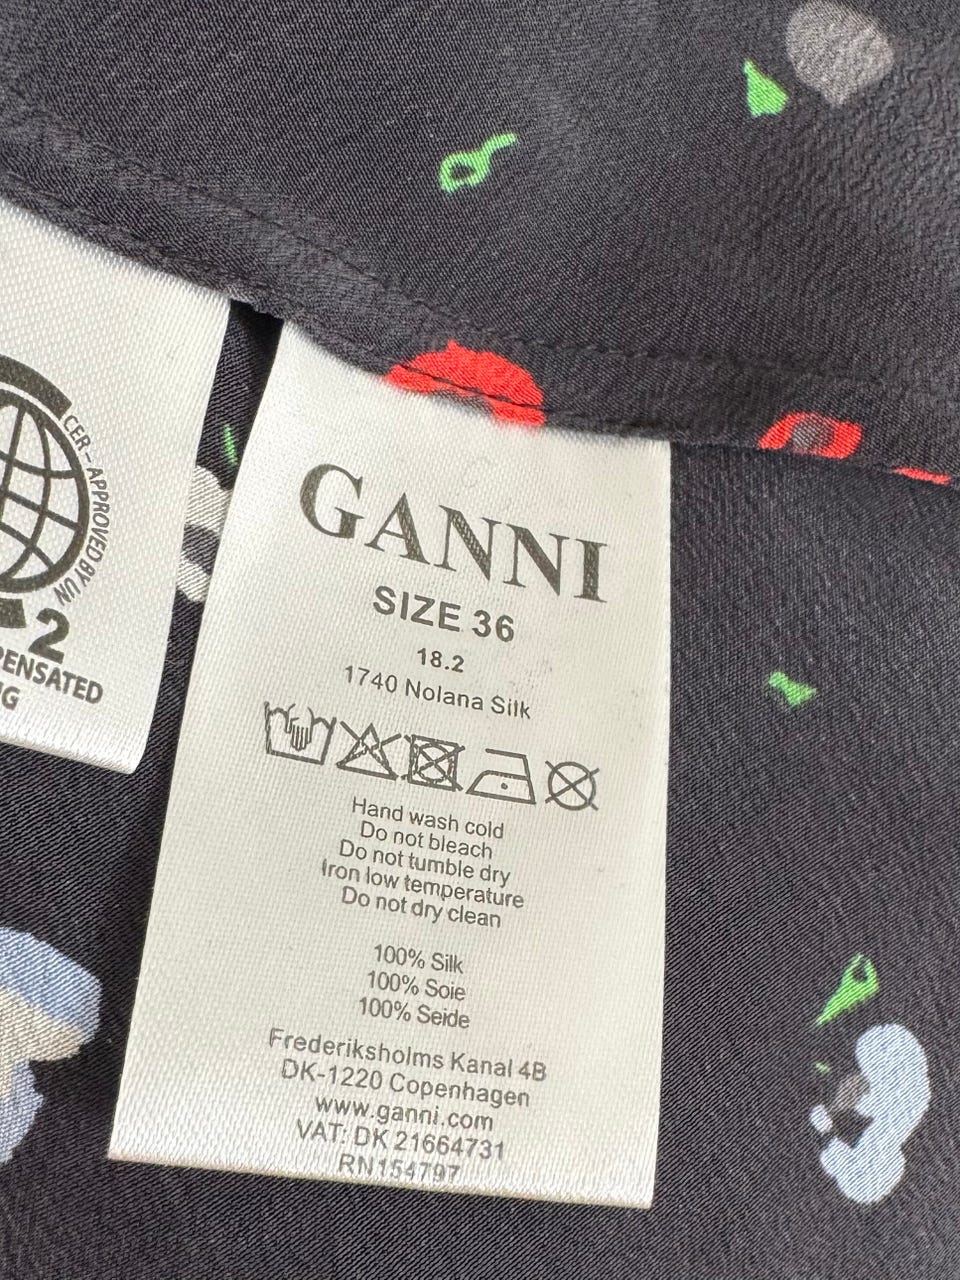 CER - APPROVED BY UN
2
PENSATED
G
GANNI
SIZE 36
18.2
1740 Nolana Silk
Hand wash cold
Do not bleach
Do not tumble dry
Iron low temperature
Do not dry clean
100% Silk
100% Soie
100% Seide
Frederiksholms Kanal 4B
DK-1220 Copenhagen
www.ganni.com
VAT: DK 21664731
RN154797